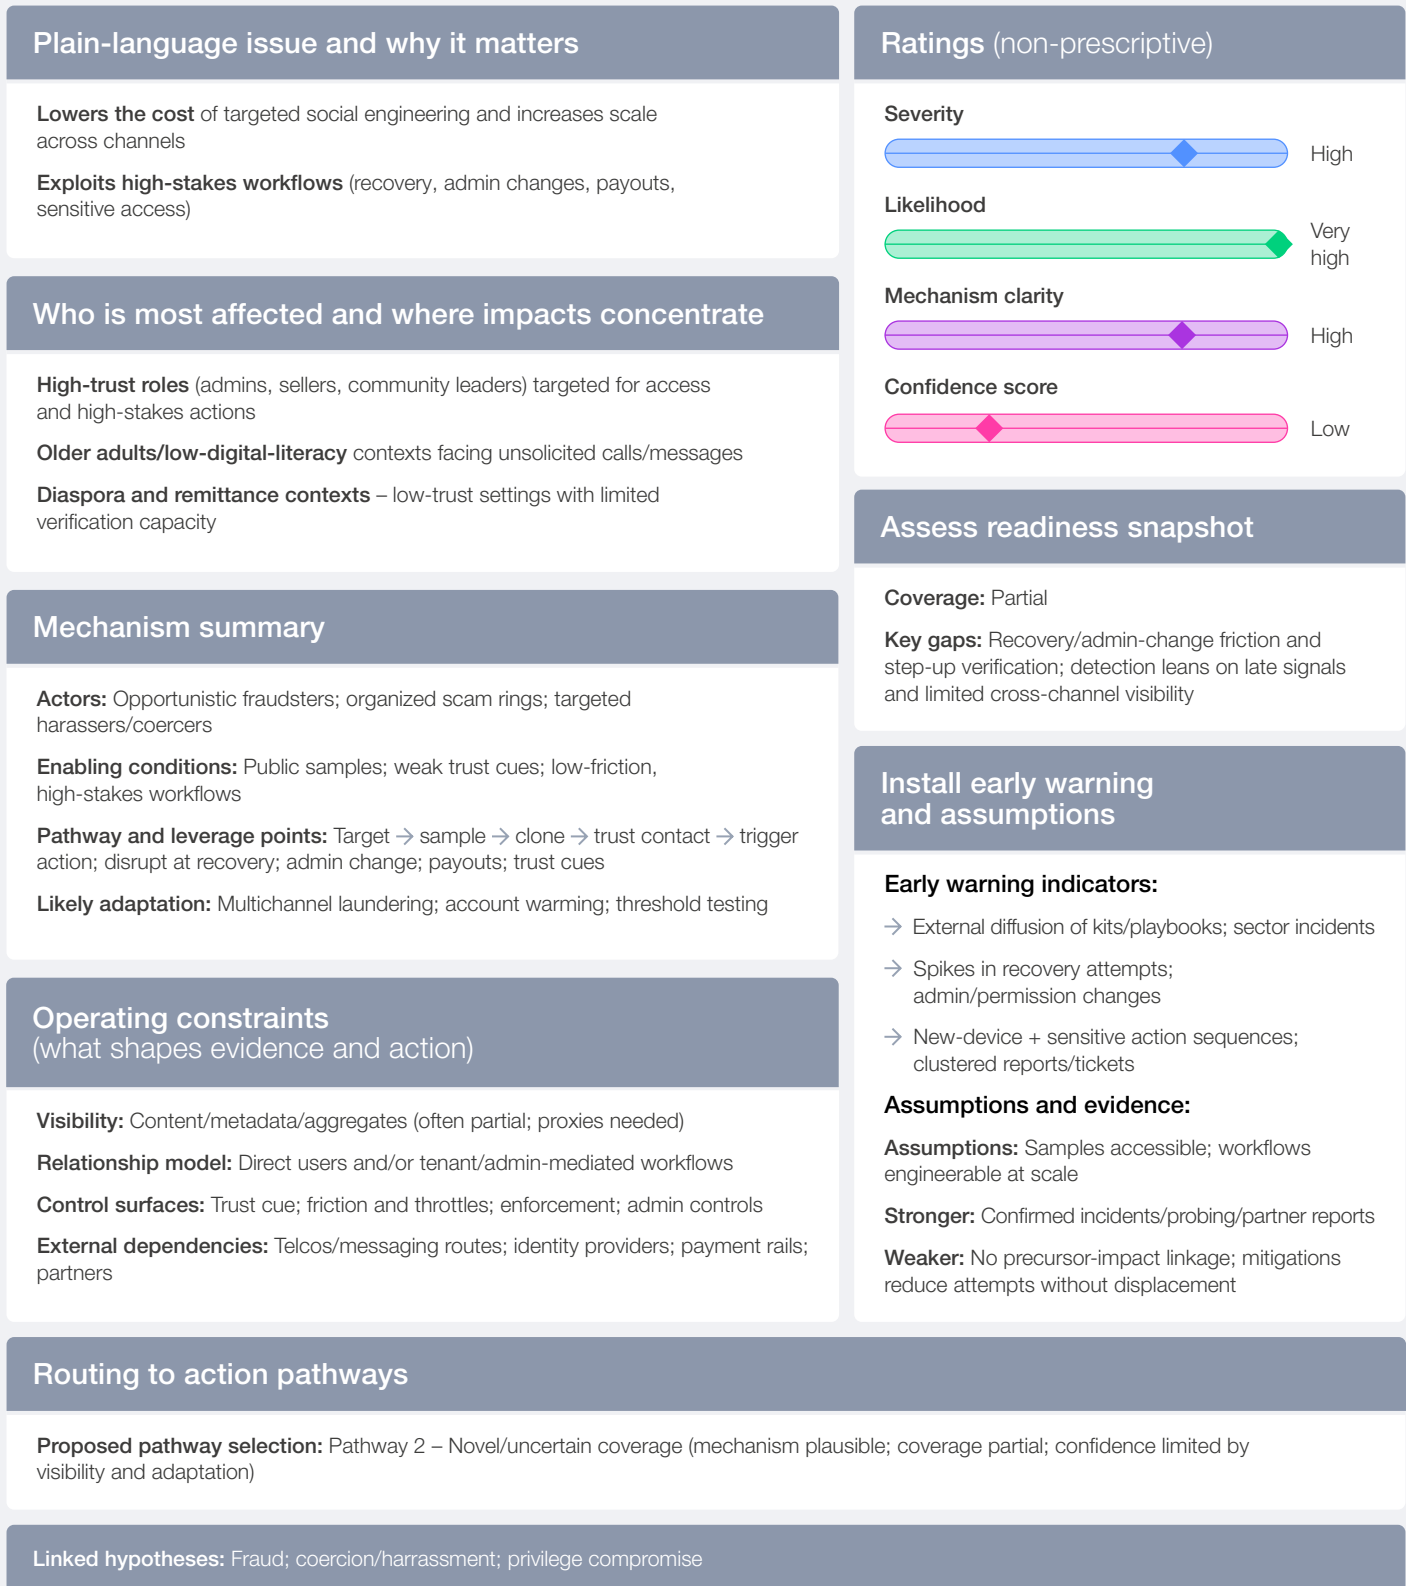 Plain-language issue and why it matters
Lowers the cost of targeted social engineering and increases scale
across channels
Exploits high-stakes workflows (recovery, admin changes, payouts,
sensitive access)
Who is most affected and where impacts concentrate
High-trust roles (admins, sellers, community leaders) targeted for access
and high-stakes actions
Older adults/low-digital-literacy contexts facing unsolicited calls/messages
Diaspora and remittance contexts – low-trust settings with limited
verification capacity
Mechanism summary
Actors: Opportunistic fraudsters; organized scam rings; targeted
harassers/coercers
Enabling conditions: Public samples; weak trust cues; low-friction,
high-stakes workflows
Pathway and leverage points: Target → sample → clone → trust contact → trigger
action; disrupt at recovery; admin change; payouts; trust cues
Likely adaptation: Multichannel laundering; account warming; threshold testing
Operating constraints
(what shapes evidence and action)
Visibility: Content/metadata/aggregates (often partial; proxies needed)
Relationship model: Direct users and/or tenant/admin-mediated workflows
Control surfaces: Trust cue; friction and throttles; enforcement; admin controls
External dependencies: Telcos/messaging routes; identity providers; payment rails;
partners
Ratings (non-prescriptive)
Severity
High
Likelihood
Very
high
Mechanism clarity
High
Confidence score
Low
Assess readiness snapshot
Coverage: Partial
Key gaps: Recovery/admin-change friction and
step-up verification; detection leans on late signals
and limited cross-channel visibility
Install early warning
and assumptions
Early warning indicators:
→ External diffusion of kits/playbooks; sector incidents
→ Spikes in recovery attempts;
admin/permission changes
→ New-device + sensitive action sequences;
clustered reports/tickets
Assumptions and evidence:
Assumptions: Samples accessible; workflows
engineerable at scale
Stronger: Confirmed incidents/probing/partner reports
Weaker: No precursor-impact linkage; mitigations
reduce attempts without displacement
Routing to action pathways
Proposed pathway selection: Pathway 2 – Novel/uncertain coverage (mechanism plausible; coverage partial; confidence limited by
visibility and adaptation)
Linked hypotheses: Fraud; coercion/harrassment; privilege compromise